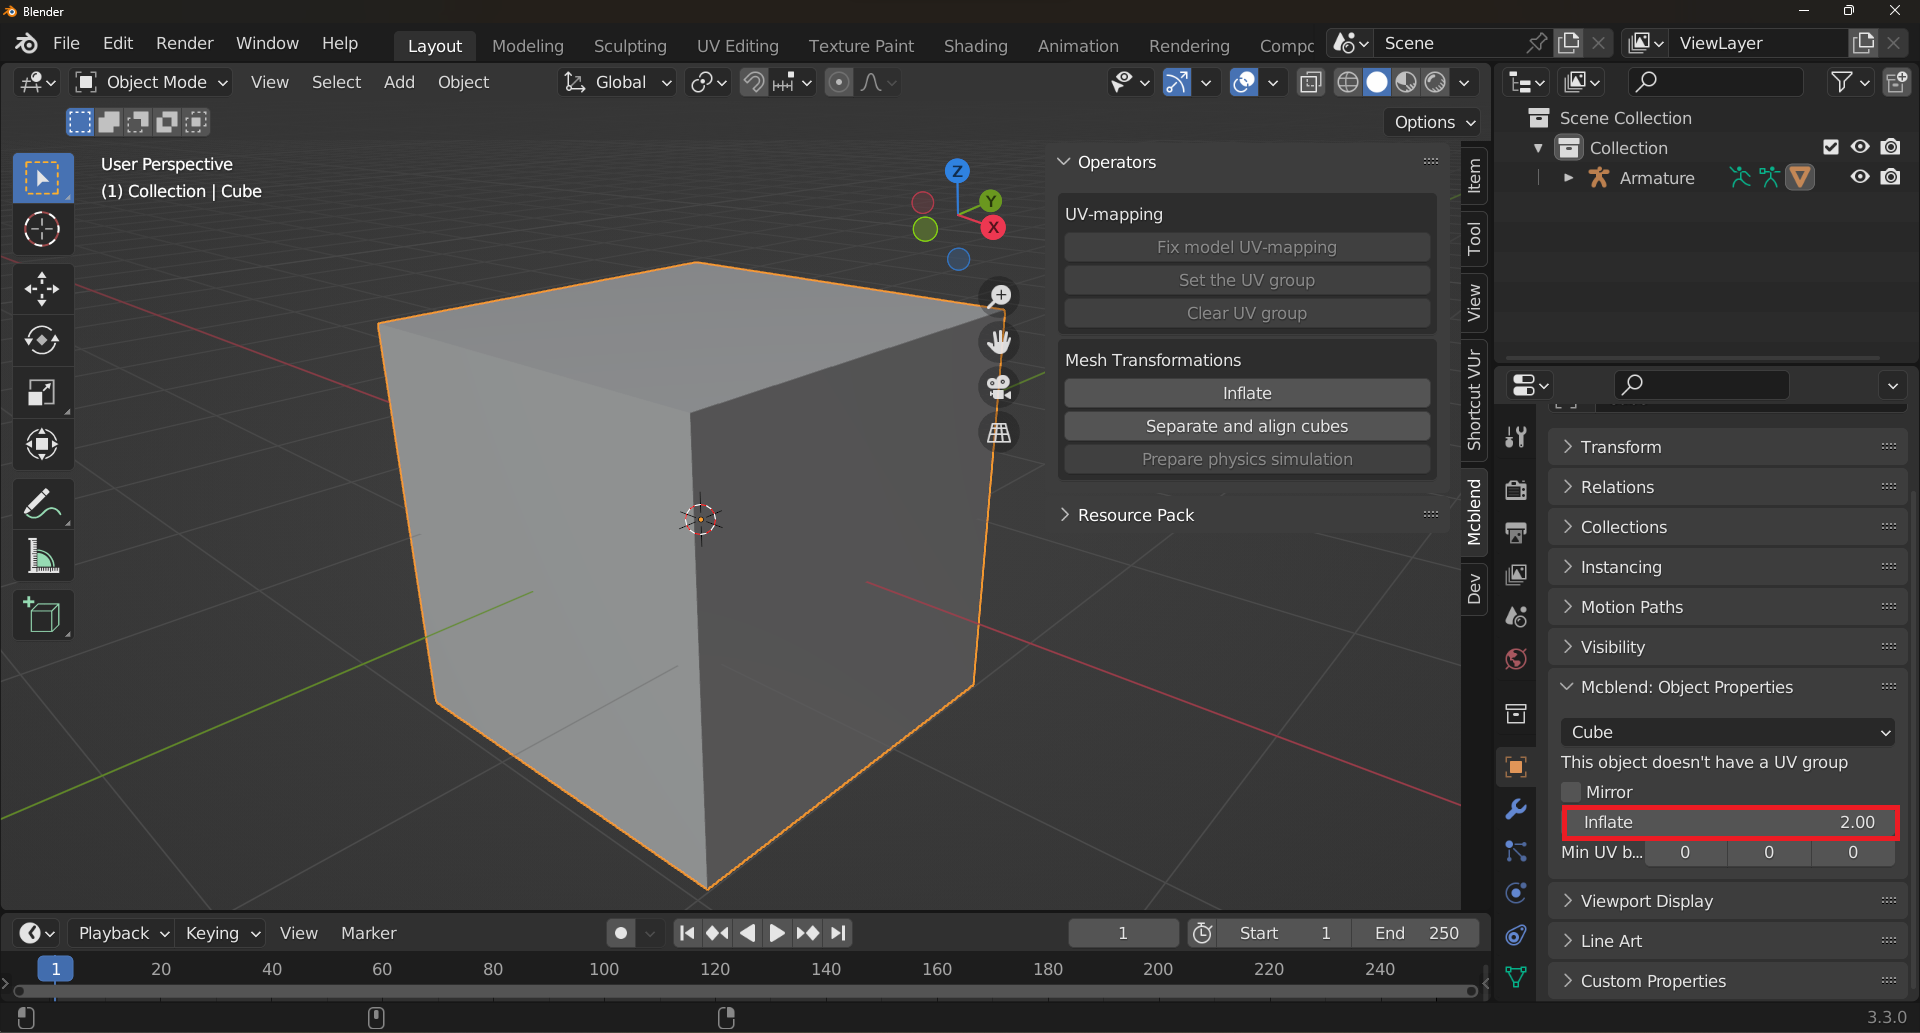 Blender
File Edit Render Window Help Layout Modeling Sculpting UV Editing Texture Paint Shading Animation Rendering Compc Scene ViewLayer
Object Mode View Select Add Object Global
Options
User Perspective
(1) Collection | Cube
Z
Y
X
Operators
UV-mapping
Fix model UV-mapping
Set the UV group
Clear UV group
Mesh Transformations
Inflate
Separate and align cubes
Prepare physics simulation
Resource Pack
Item
Tool
View
Shortcut VUr
Mcblend
Dev
Scene Collection
Collection
Armature
Transform
Relations
Collections
Instancing
Motion Paths
Visibility
Mcblend: Object Properties
Cube
This object doesn't have a UV group
Mirror
Inflate 2.00
Min UV b... 0 0 0
Viewport Display
Line Art
Custom Properties
Playback Keying View Marker 1 Start 1 End 250
1 20 40 60 80 100 120 140 160 180 200 220 240
3.3.0